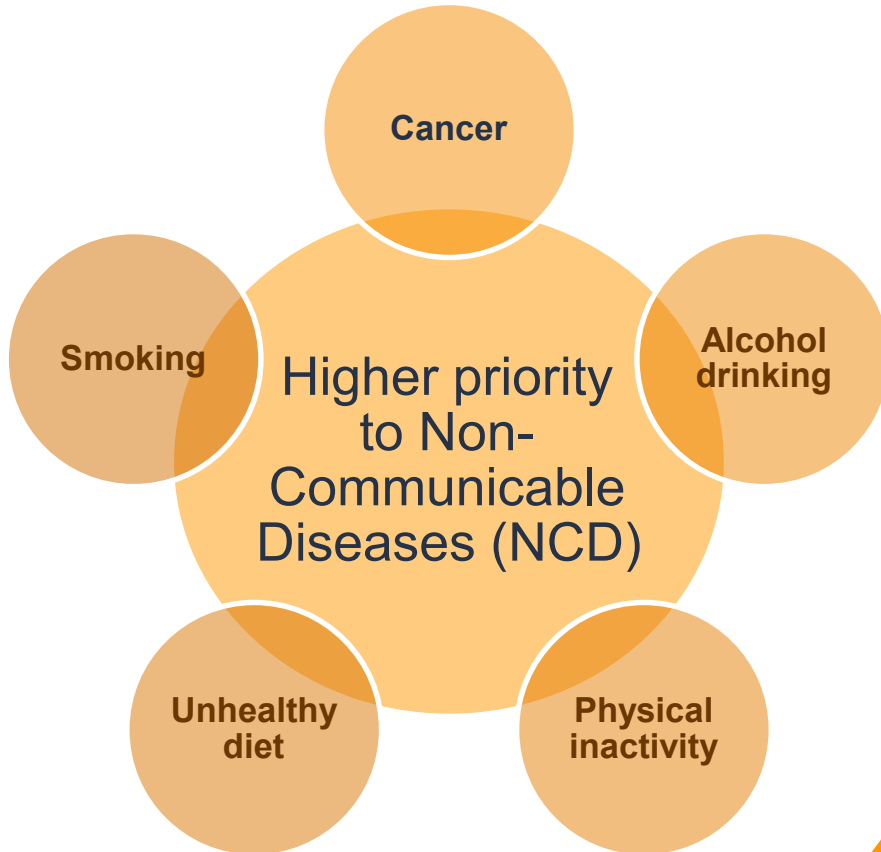 Cancer
Smoking
Alcohol
drinking
Higher priority
to Non-
Communicable
Diseases (NCD)
Unhealthy
diet
Physical
inactivity